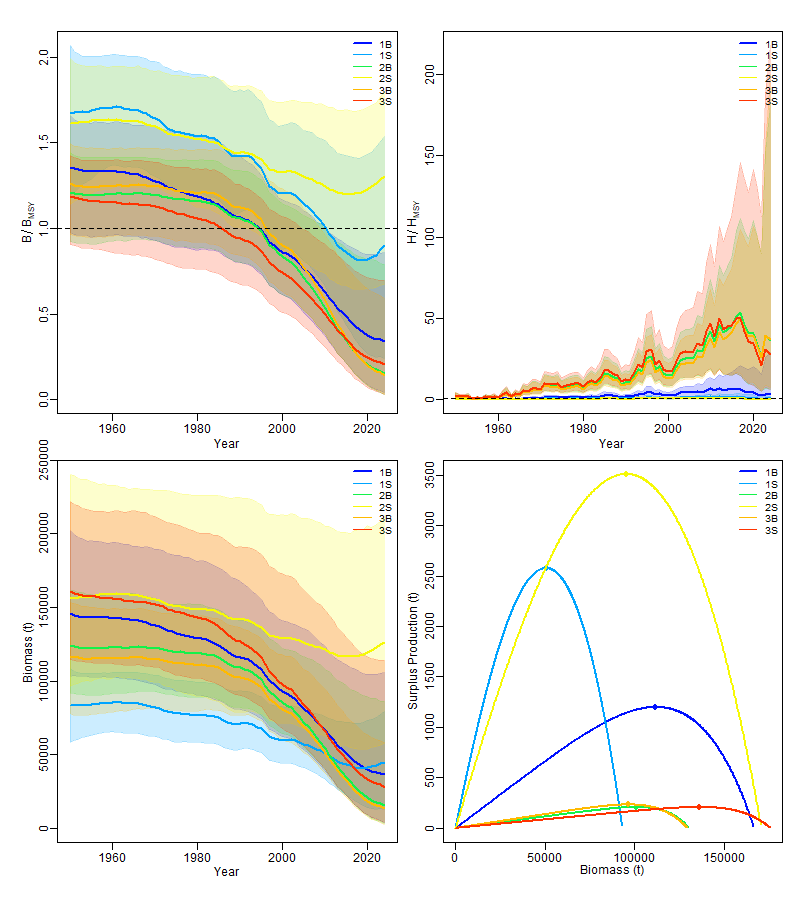 B / BMSY
2.0
1.5
1.0
0.5
0.0
1960
1980
2000
2020
Year
1B
1S
2B
2S
3B
3S
H / HMSY
200
150
100
50
0
1960
1980
2000
2020
Year
1B
1S
2B
2S
3B
3S
Biomass (t)
250000
200000
150000
100000
50000
0
1960
1980
2000
2020
Year
1B
1S
2B
2S
3B
3S
Surplus Production (t)
3500
3000
2500
2000
1500
1000
500
0
0
50000
100000
150000
Biomass (t)
1B
1S
2B
2S
3B
3S